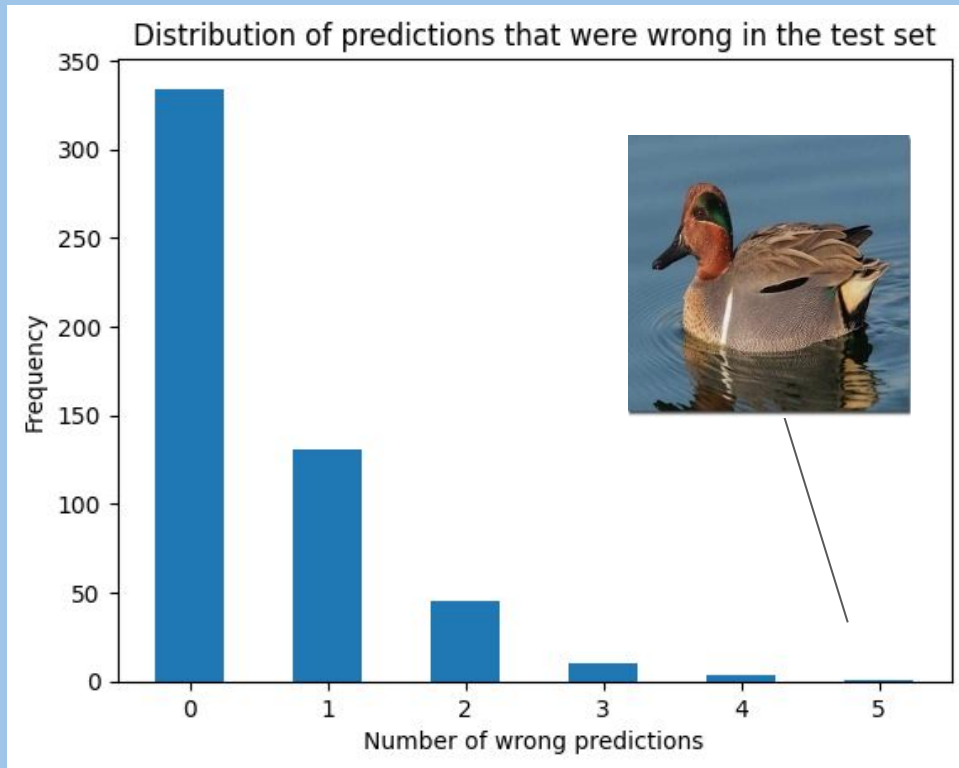 Distribution of predictions that were wrong in the test set
350
300
250
200
150
100
50
0
Frequency
0 1 2 3 4 5
Number of wrong predictions